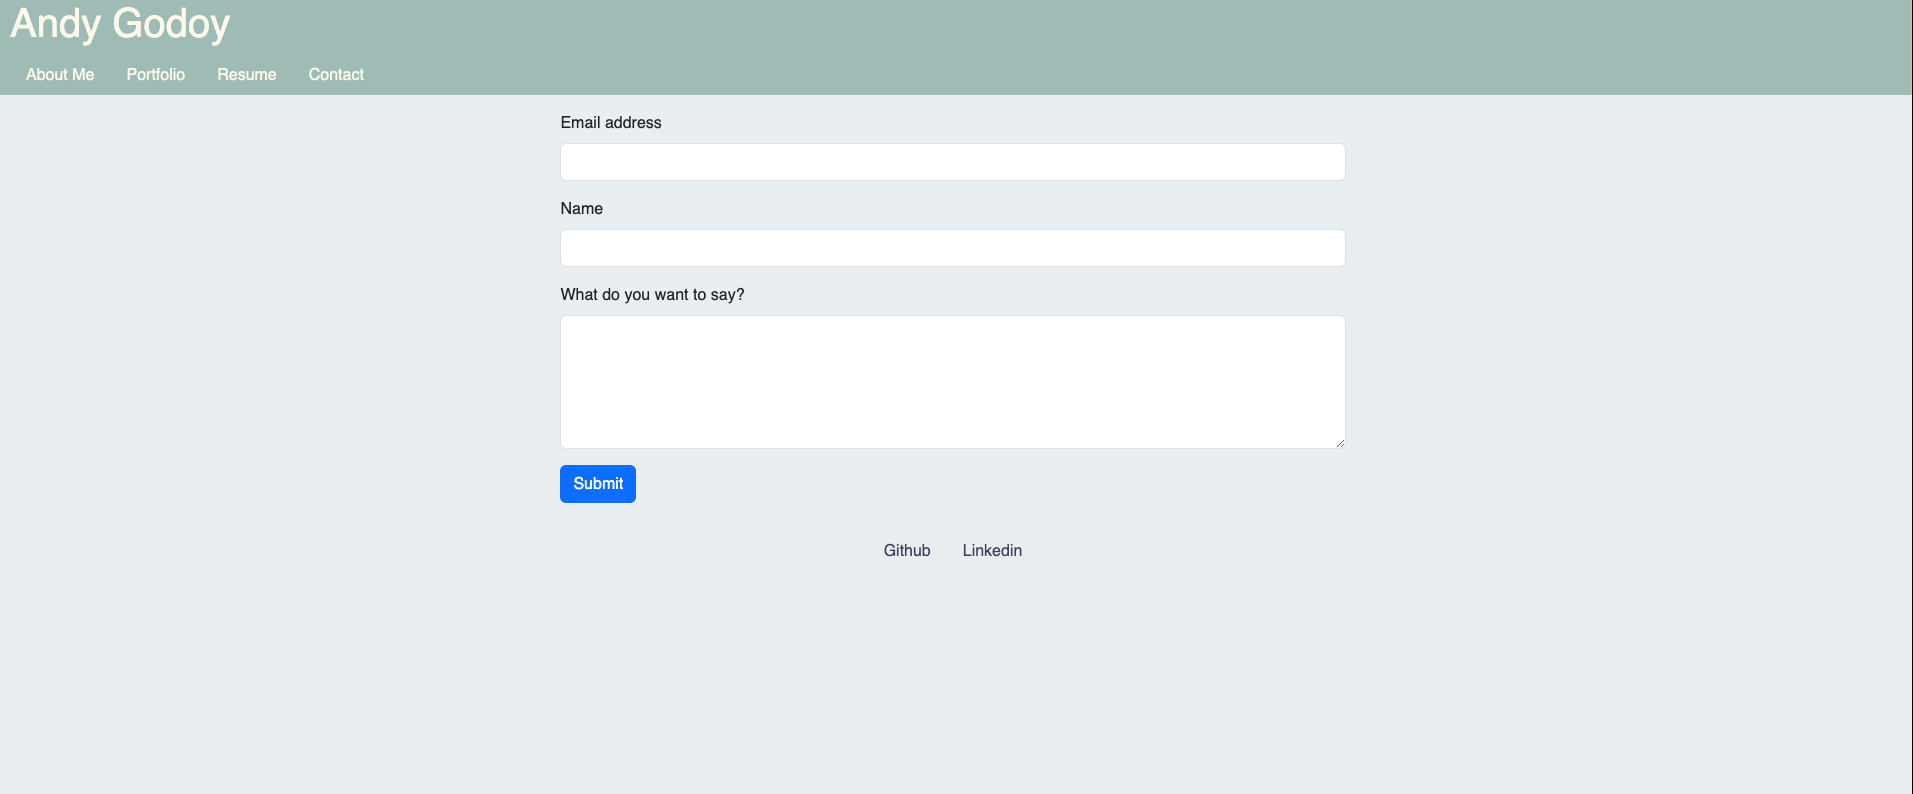 Andy Godoy
About Me Portfolio Resume Contact
Email address
Name
What do you want to say?
Submit
Github Linkedin